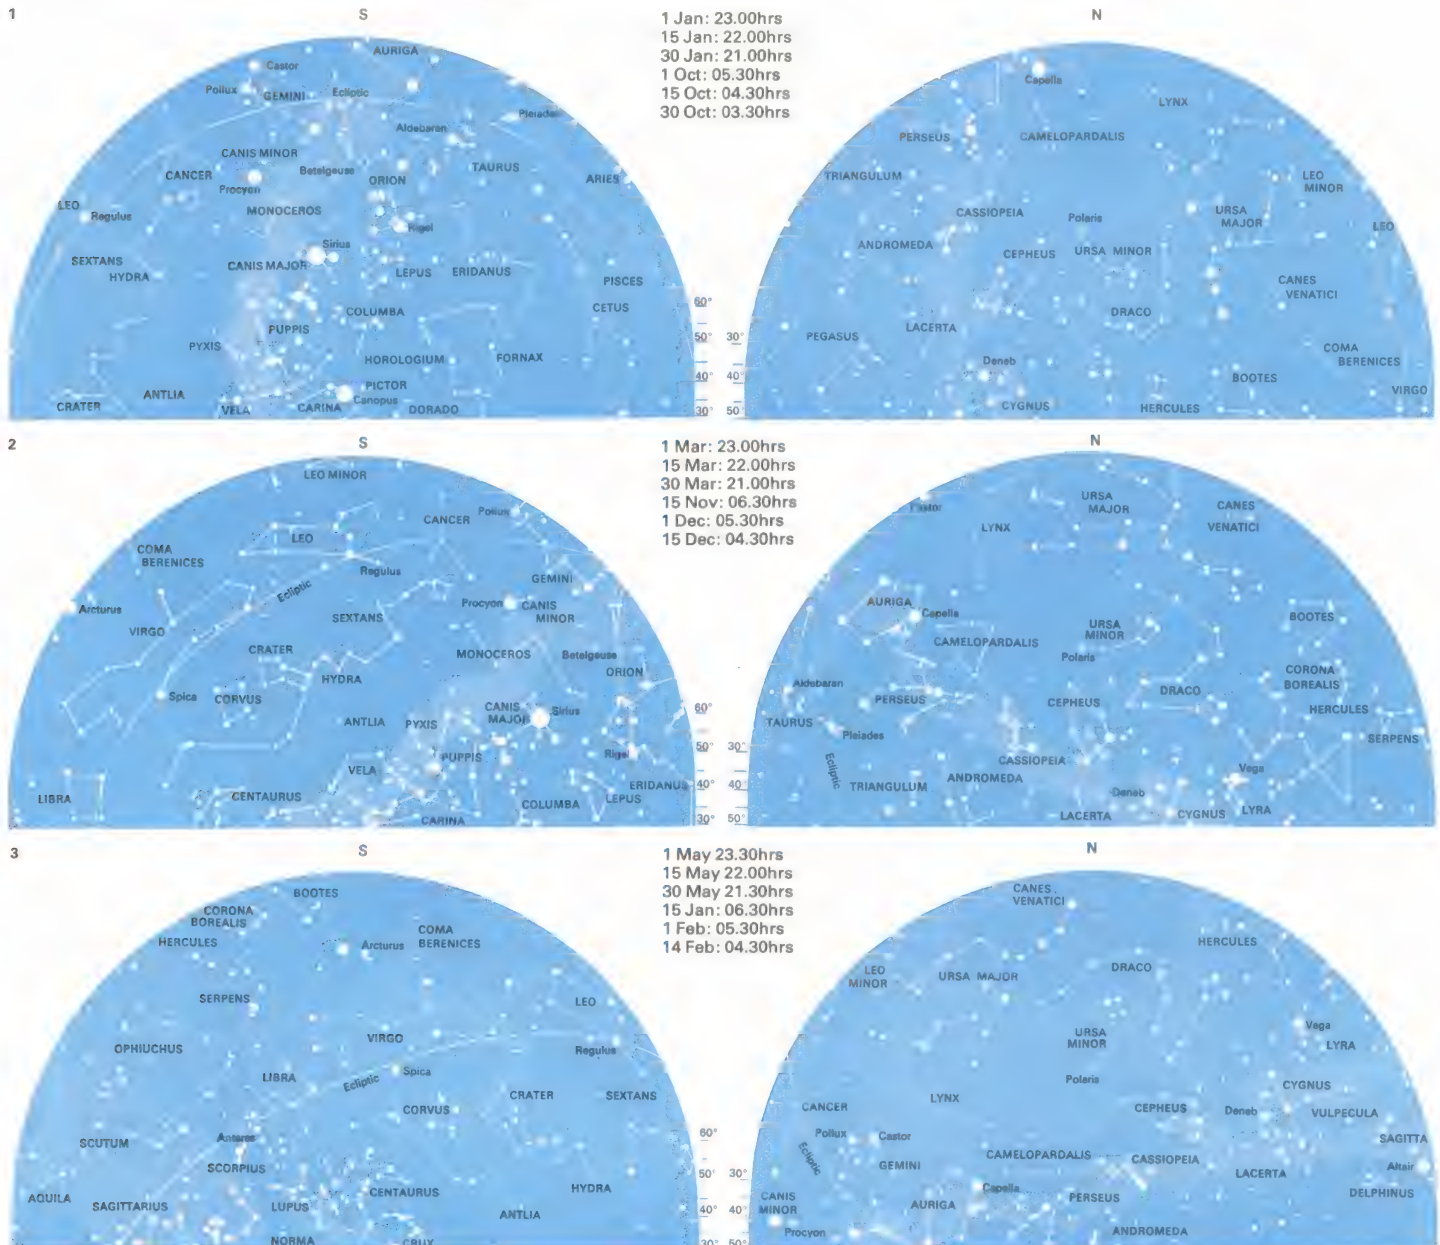 1
S
AURIGA
Castor
Pollux
GEMINI
Ecliptic
Pleiades
Aldebaran
CANIS MINOR
CANCER
Procyon
Betelgeuse
ORION
TAURUS
ARIES
LEO
Regulus
MONOCEROS
Rigel
Sirius
SEXTANS
HYDRA
CANIS MAJOR
LEPUS
ERIDANUS
PISCES
CETUS
COLUMBA
PUPPIS
PYXIS
HOROLOGIUM
FORNAX
PICTOR
Canopus
ANTLIA
CRATER
VELA
CARINA
DORADO
60°
50°
40°
30°
1 Jan: 23.00hrs
15 Jan: 22.00hrs
30 Jan: 21.00hrs
1 Oct: 05.30hrs
15 Oct: 04.30hrs
30 Oct: 03.30hrs
N
Capella
LYNX
PERSEUS
CAMELOPARDALIS
TRIANGULUM
LEO
MINOR
CASSIOPEIA
Polaris
URSA
MAJOR
LEO
ANDROMEDA
CEPHEUS
URSA MINOR
CANES
VENATICI
DRACO
LACERTA
PEGASUS
COMA
BERENICES
Deneb
BOOTES
VIRGO
CYGNUS
HERCULES
30°
40°
50°
2
S
LEO MINOR
Pollux
CANCER
LEO
COMA
BERENICES
Regulus
Ecliptic
GEMINI
Arcturus
Procyon
CANIS
MINOR
SEXTANS
VIRGO
CRATER
MONOCEROS
Betelgeuse
ORION
HYDRA
Spica
CORVUS
CANIS
MAJOR
Sirius
ANTLIA
PYXIS
PUPPIS
Rigel
VELA
ERIDANUS
LIBRA
CENTAURUS
COLUMBA
LEPUS
CARINA
60°
50°
40°
30°
1 Mar: 23.00hrs
15 Mar: 22.00hrs
30 Mar: 21.00hrs
15 Nov: 06.30hrs
1 Dec: 05.30hrs
15 Dec: 04.30hrs
N
Castor
LYNX
URSA
MAJOR
CANES
VENATICI
AURIGA
Capella
CAMELOPARDALIS
URSA
MINOR
BOOTES
Polaris
CORONA
BOREALIS
Aldebaran
PERSEUS
CEPHEUS
DRACO
HERCULES
TAURUS
Pleiades
SERPENS
Ecliptic
CASSIOPEIA
TRIANGULUM
ANDROMEDA
Vega
Deneb
LACERTA
CYGNUS
LYRA
30°
40°
50°
3
S
BOOTES
CORONA
BOREALIS
HERCULES
Arcturus
COMA
BERENICES
SERPENS
LEO
VIRGO
OPHIUCHUS
Regulus
LIBRA
Ecliptic
Spica
CRATER
SEXTANS
CORVUS
SCUTUM
Antares
SCORPIUS
AQUILA
SAGITTARIUS
LUPUS
CENTAURUS
HYDRA
ANTLIA
NORMA
CRUX
60°
50°
40°
30°
1 May 23.30hrs
15 May 22.00hrs
30 May 21.30hrs
15 Jan: 06.30hrs
1 Feb: 05.30hrs
14 Feb: 04.30hrs
N
CANES
VENATICI
HERCULES
LEO
MINOR
URSA MAJOR
DRACO
Vega
LYRA
URSA
MINOR
Polaris
CYGNUS
LYNX
CANCER
CEPHEUS
Deneb
VULPECULA
Pollux
Castor
SAGITTA
Ecliptic
GEMINI
CAMELOPARDALIS
CASSIOPEIA
LACERTA
Altair
DELPHINUS
CANIS
MINOR
Capella
AURIGA
PERSEUS
Procyon
ANDROMEDA
30°
40°
50°